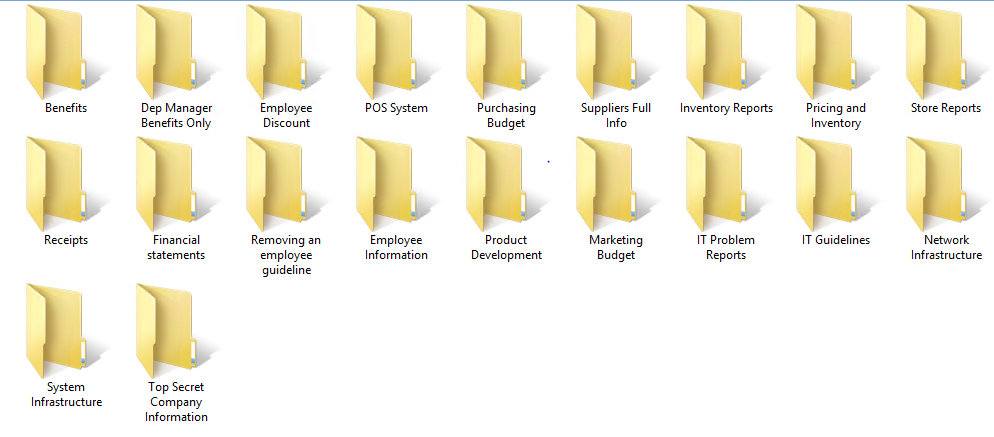 Benefits
Dep Manager
Benefits Only
Employee
Discount
POS System
Purchasing
Budget
Suppliers Full
Info
Inventory Reports
Pricing and
Inventory
Store Reports
Receipts
Financial
statements
Removing an
employee
guideline
Employee
Information
Product
Development
Marketing
Budget
IT Problem
Reports
IT Guidelines
Network
Infrastructure
System
Infrastructure
Top Secret
Company
Information